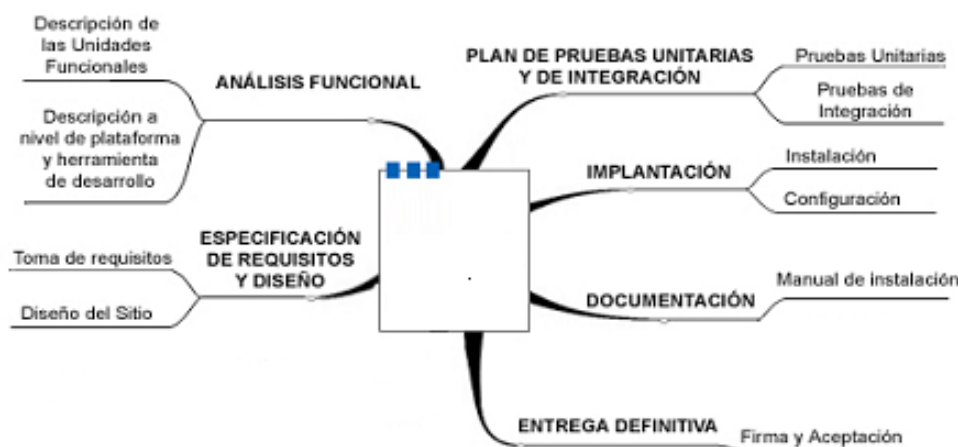 Descripción de
las Unidades
Funcionales
Descripción a
nivel de plataforma
y herramienta
de desarrollo
ANÁLISIS FUNCIONAL
Toma de requisitos
Diseño del Sitio
ESPECIFICACIÓN
DE REQUISITOS
Y DISEÑO
PLAN DE PRUEBAS UNITARIAS
Y DE INTEGRACIÓN
Pruebas Unitarias
Pruebas de
Integración
IMPLANTACIÓN
Instalación
Configuración
DOCUMENTACIÓN
Manual de instalación
ENTREGA DEFINITIVA
Firma y Aceptación